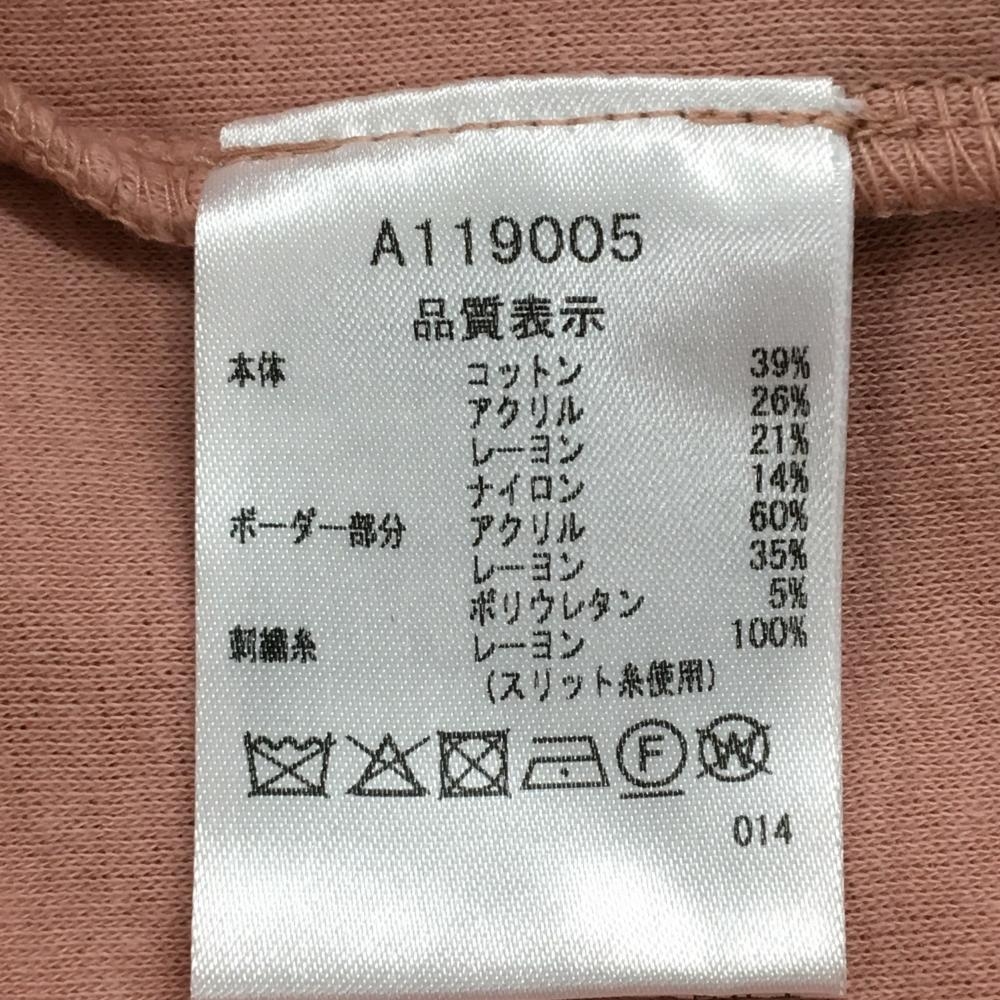 A119005
品質表示
本体 コットン 39%
アクリル 26%
レーヨン 21%
ナイロン 14%
ボーダー部分 アクリル 60%
レーヨン 35%
ポリウレタン 5%
刺繍糸 レーヨン 100%
(スリット糸使用)
F W
014